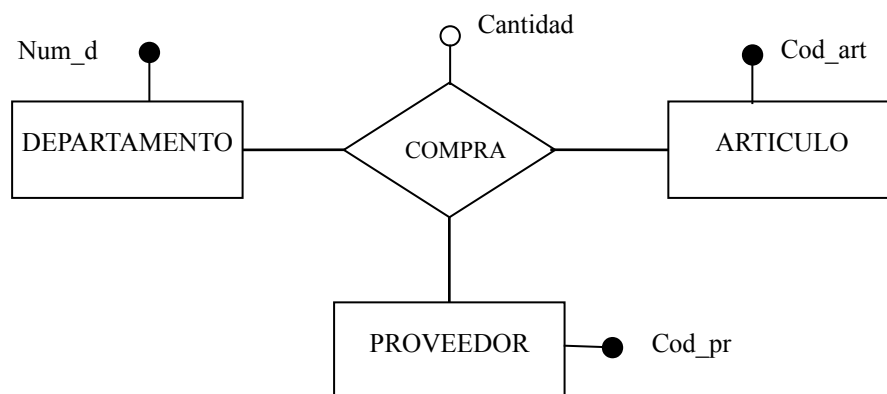 Cantidad
Num_d
Cod_art
DEPARTAMENTO
COMPRA
ARTICULO
PROVEEDOR
Cod_pr